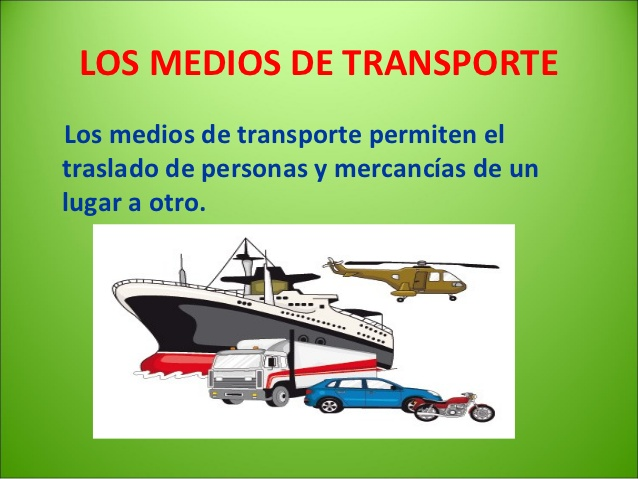 LOS MEDIOS DE TRANSPORTE
Los medios de transporte permiten el
traslado de personas y mercancías de un
lugar a otro.